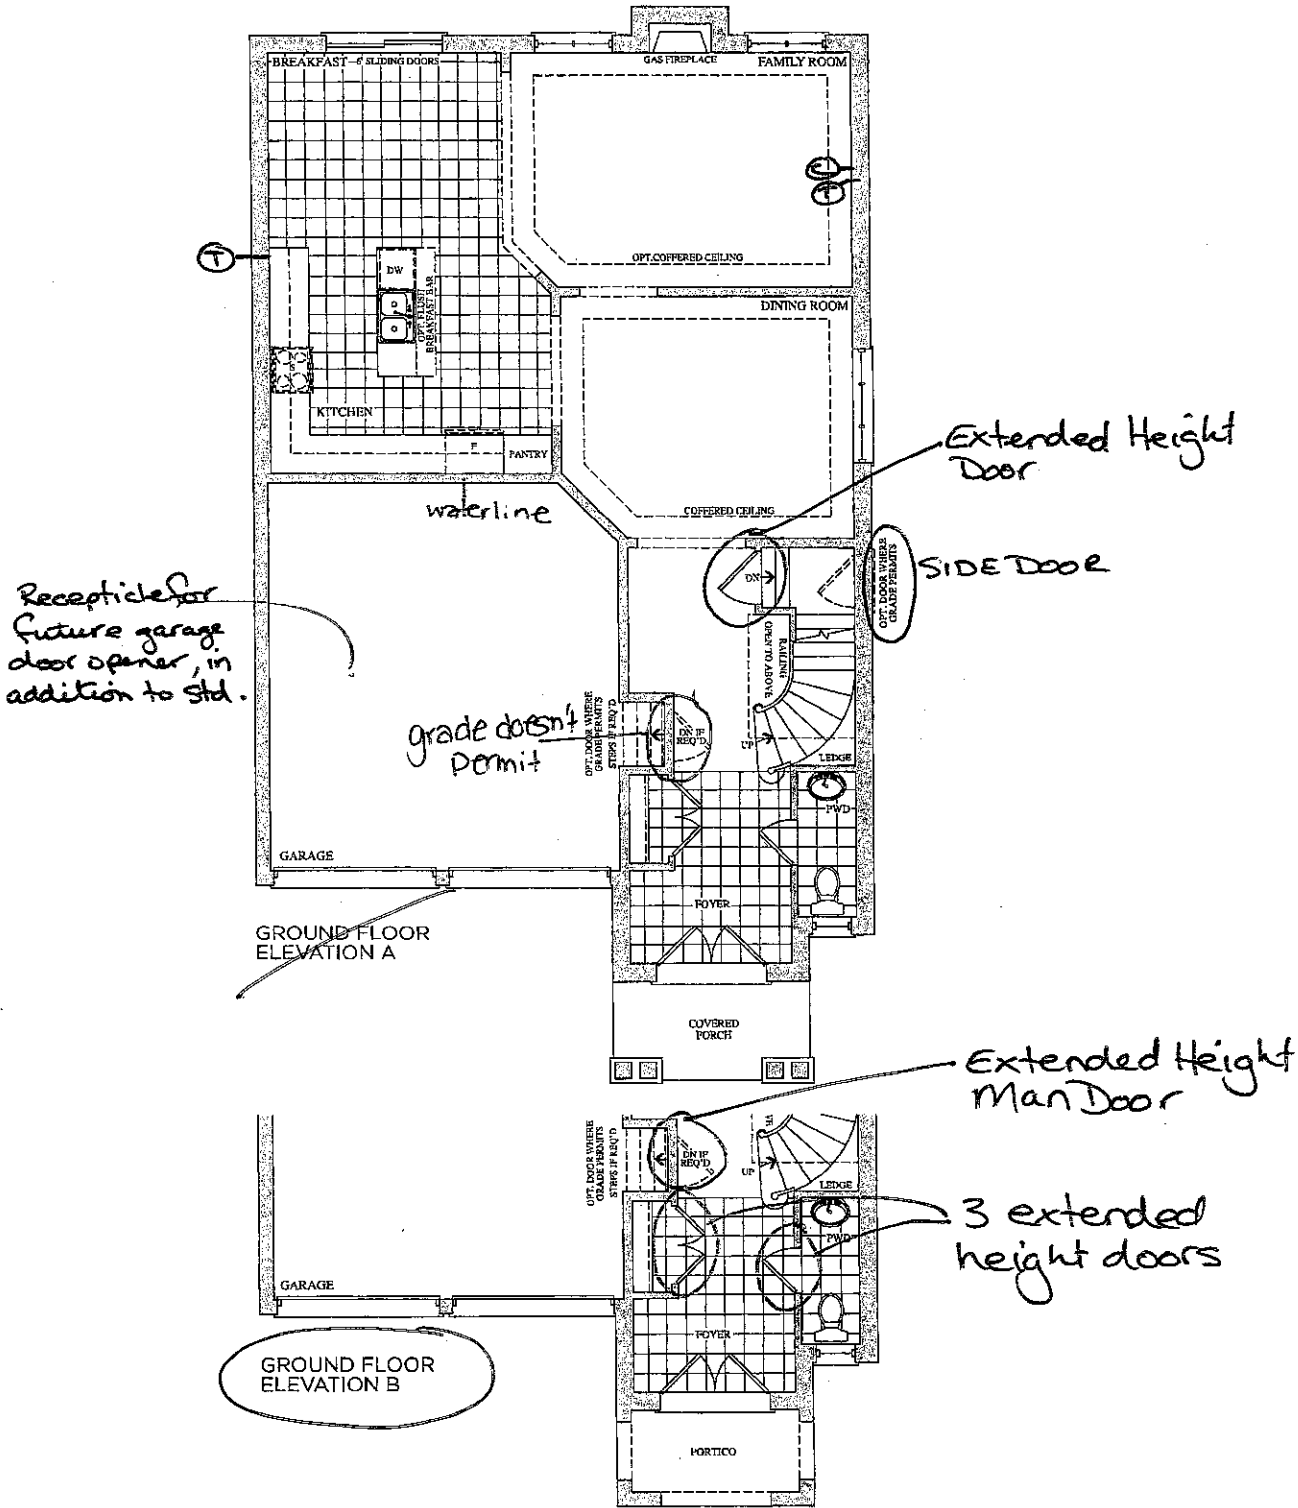 BREAKFAST
6' SLIDING DOORS
GAS FIREPLACE
FAMILY ROOM
C
T
T
OPT.COFFERED CEILING
DW
OPT. FLUSH
BREAKFAST BAR
DINING ROOM
KITCHEN
F
PANTRY
waterline
COFFERED CEILING
Extended Height
Door
DN
OPT. DOOR WHERE
GRADE PERMITS
SIDE DOOR
Recepticle for
future garage
door opener, in
addition to std.
RAILING
OPEN TO ABOVE
grade doesn't
permit
OPT. DOOR WHERE
GRADE PERMITS
STEPS IF REQ'D
DN IF
REQ'D
UP
LEDGE
PWD
GARAGE
FOYER
GROUND FLOOR
ELEVATION A
COVERED
PORCH
Extended Height
Man Door
OPT. DOOR WHERE
GRADE PERMITS
STEPS IF REQ'D
DN IF
REQ'D
UP
LEDGE
PWD
3 extended
height doors
GARAGE
FOYER
GROUND FLOOR
ELEVATION B
PORTICO